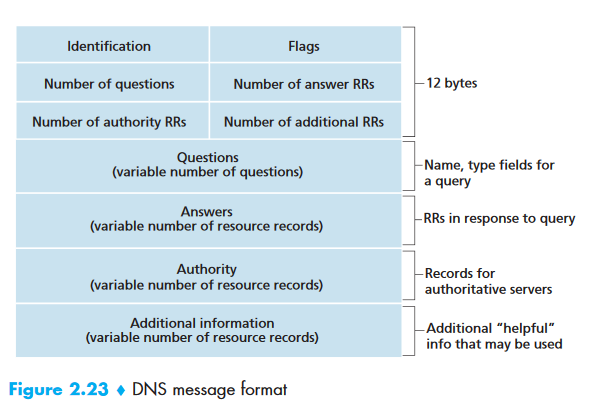 Identification
Flags
Number of questions
Number of answer RRs
12 bytes
Number of authority RRs
Number of additional RRs
Questions
(variable number of questions)
Name, type fields for
a query
Answers
(variable number of resource records)
RRs in response to query
Authority
(variable number of resource records)
Records for
authoritative servers
Additional information
(variable number of resource records)
Additional “helpful”
info that may be used
Figure 2.23 ♦ DNS message format